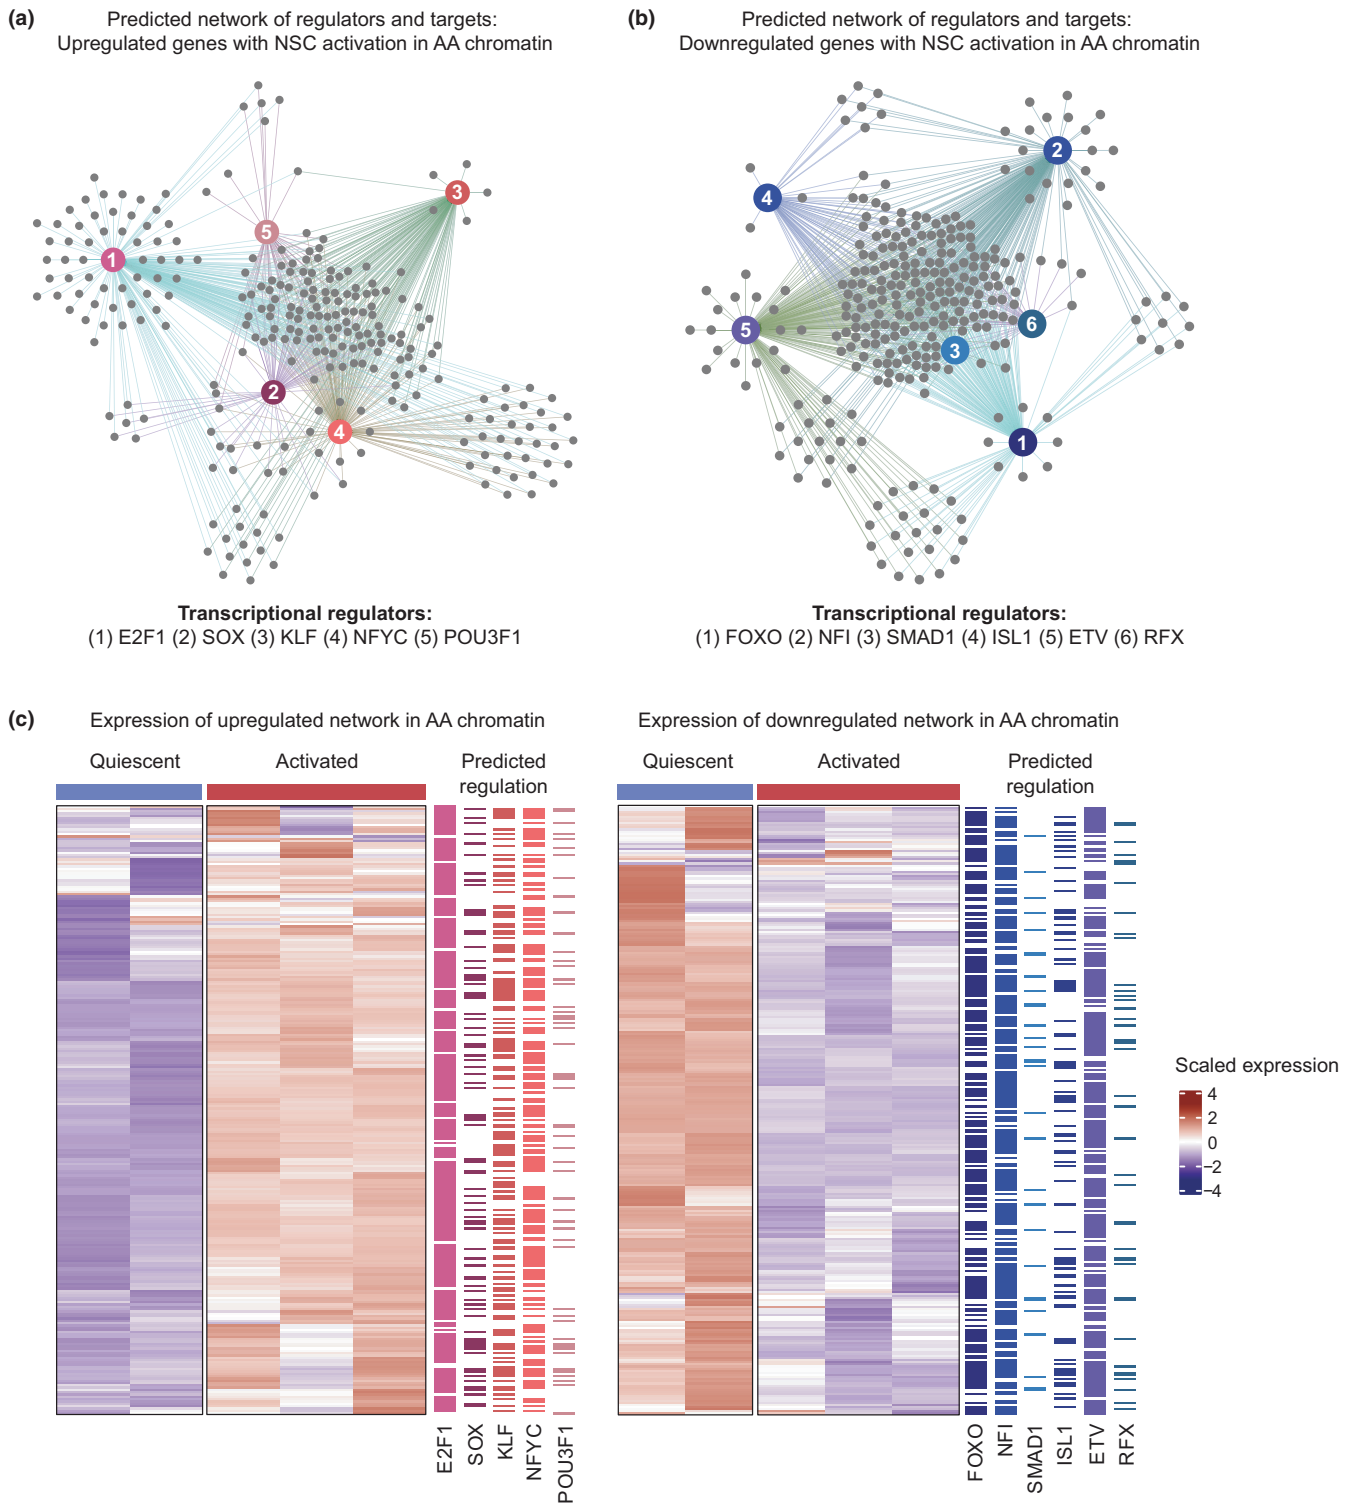 (a)
Predicted network of regulators and targets:
Upregulated genes with NSC activation in AA chromatin
1
2
3
4
5
Transcriptional regulators:
(1) E2F1 (2) SOX (3) KLF (4) NFYC (5) POU3F1
(b)
Predicted network of regulators and targets:
Downregulated genes with NSC activation in AA chromatin
2
4
5
6
3
1
Transcriptional regulators:
(1) FOXO (2) NFI (3) SMAD1 (4) ISL1 (5) ETV (6) RFX
(c)
Expression of upregulated network in AA chromatin
Quiescent
Activated
Predicted
regulation
E2F1
SOX
KLF
NFYC
POU3F1
Expression of downregulated network in AA chromatin
Quiescent
Activated
Predicted
regulation
FOXO
NFI
SMAD1
ISL1
ETV
RFX
Scaled expression
4
2
0
−2
−4